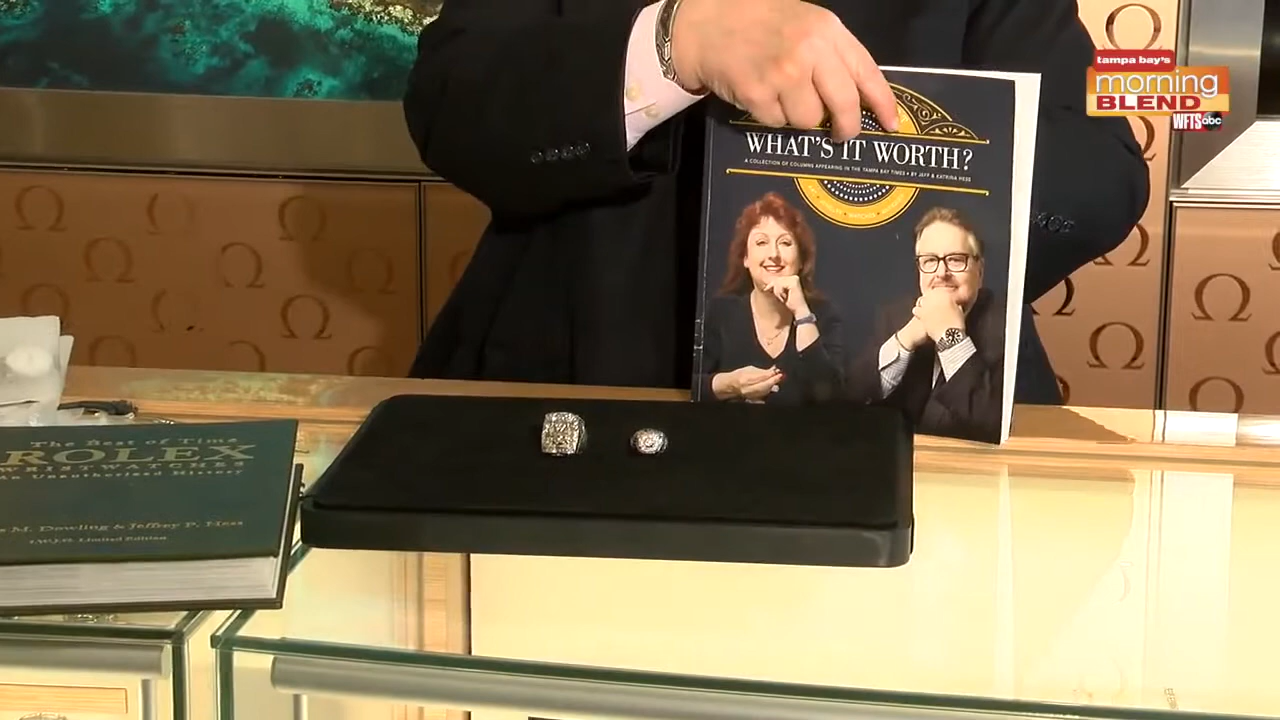 tampa bay's
morning
BLEND
WFTS abc
WHAT'S IT WORTH?
A COLLECTION OF COLUMNS APPEARING IN THE TAMPA BAY TIMES • BY JEFF & KATRINA HESS
The Best of Time
ROLEX
WRISTWATCHES
An Unauthorized History
M. Dowling & Jeffrey P. Hess
I.W.J.G. Limited Edition